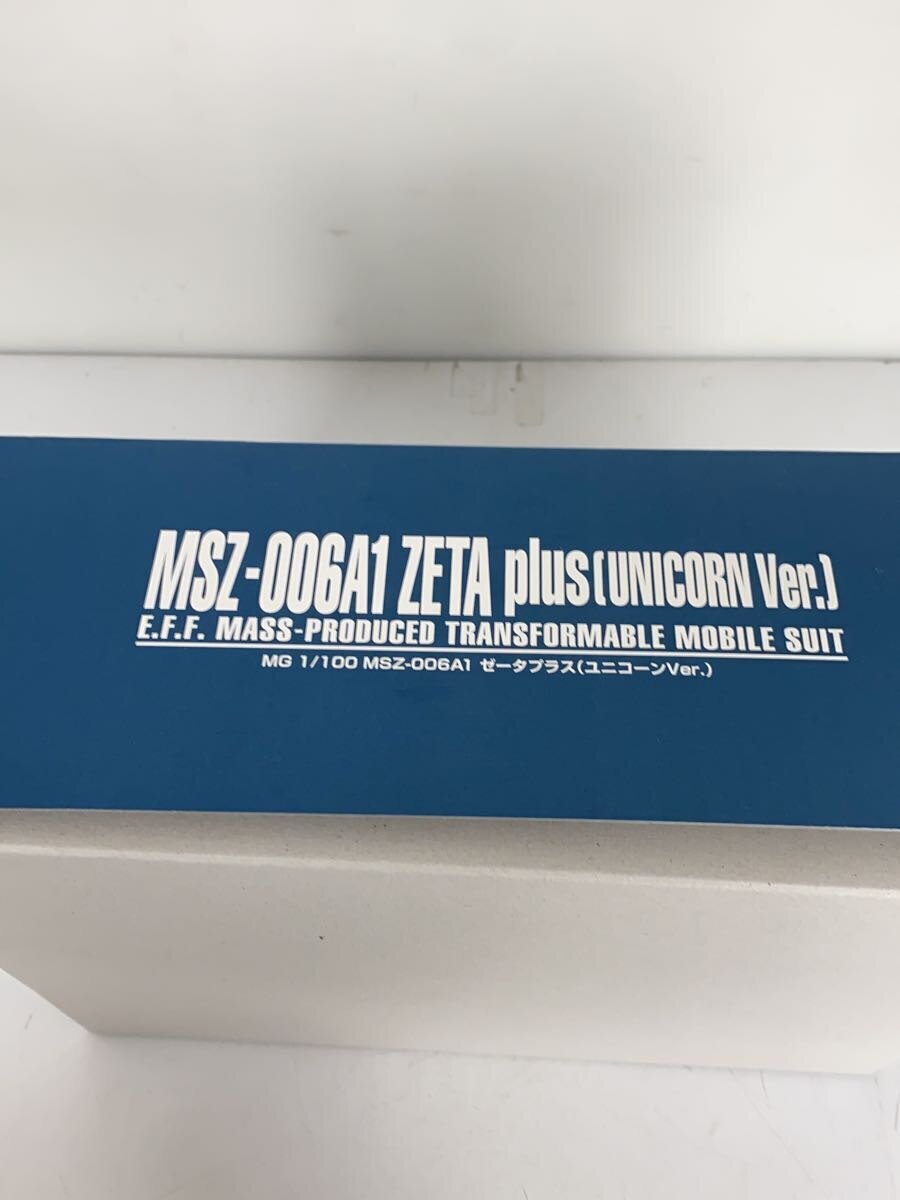 MSZ-006A1 ZETA plus(UNICORN Ver.)
E.F.F. MASS-PRODUCED TRANSFORMABLE MOBILE SUIT
MG 1/100 MSZ-006A1 ゼータプラス(ユニコーンVer.)